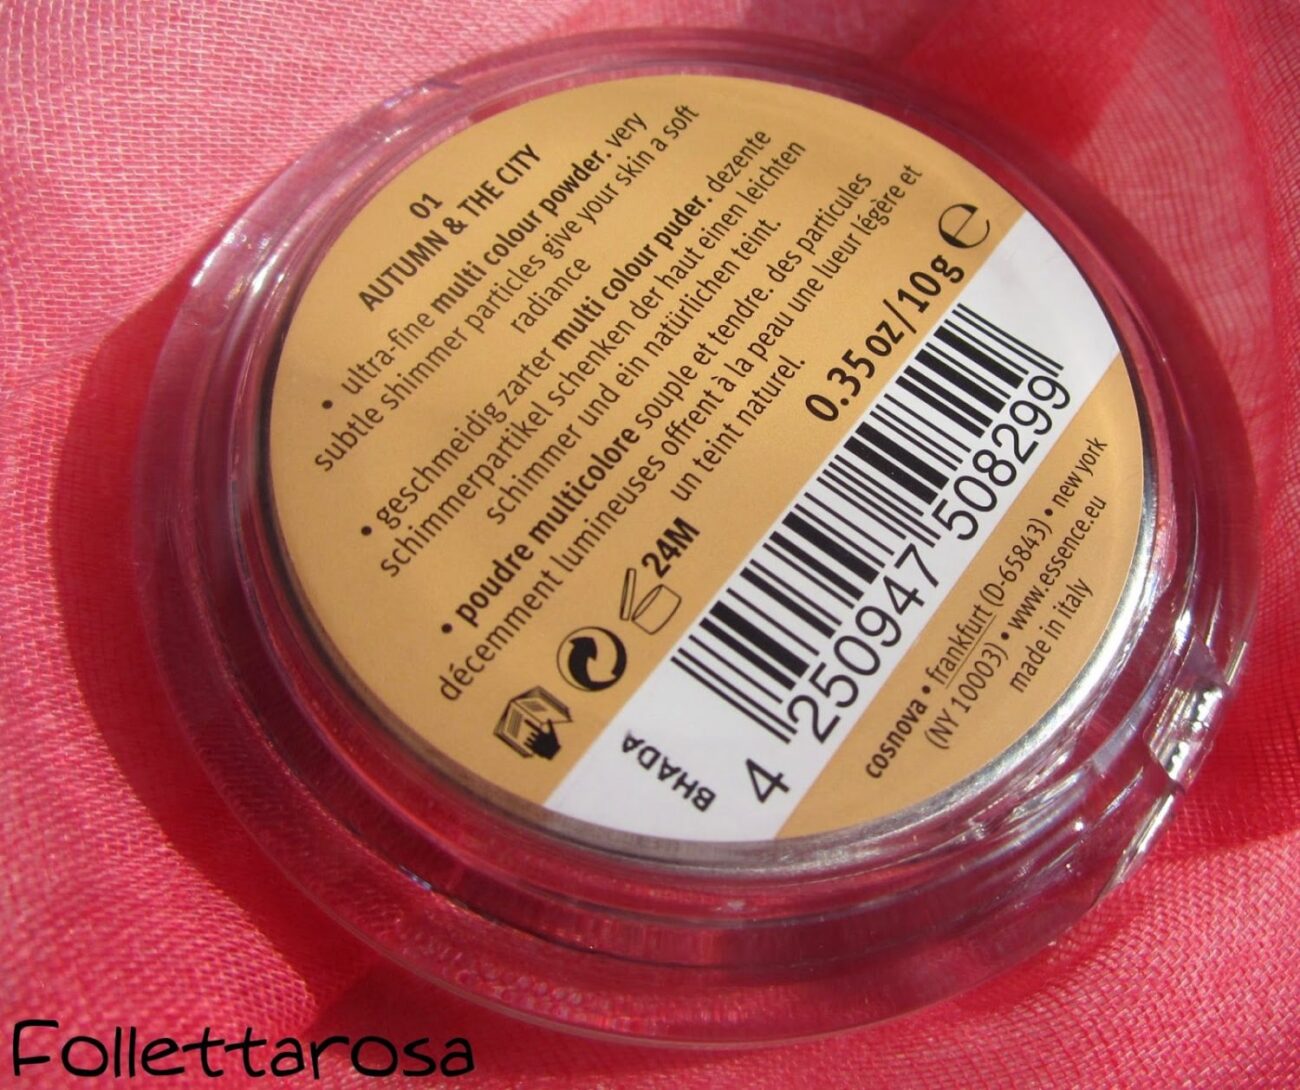 01
AUTUMN & THE CITY
• ultra-fine multi colour powder. very
subtle shimmer particles give your skin a soft
radiance
• geschmeidig zarter multi colour puder. dezente
schimmerpartikel schenken der haut einen leichten
schimmer und ein natürlichen teint.
• poudre multicolore souple et tendre. des particules
décemment lumineuses offrent à la peau une lueur légère et
un teint naturel.
24M
0.35 oz/10g e
BHADA
4 250947 508299
cosnova • frankfurt (D-65843) • new york
(NY 10003) • www.essence.eu
made in italy
Follettarosa